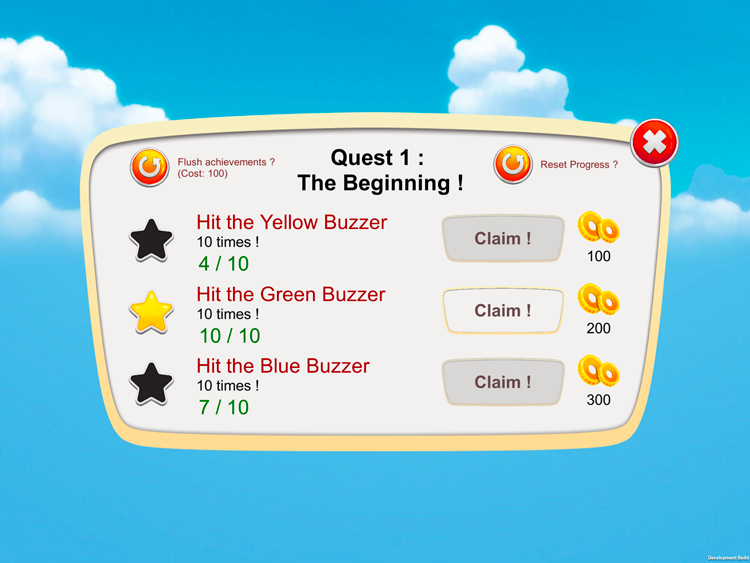 Flush achievements ?
(Cost: 100)
Quest 1 :
The Beginning !
Reset Progress ?
Hit the Yellow Buzzer
10 times !
4 / 10
Claim !
100
Hit the Green Buzzer
10 times !
10 / 10
Claim !
200
Hit the Blue Buzzer
10 times !
7 / 10
Claim !
300
Development Build